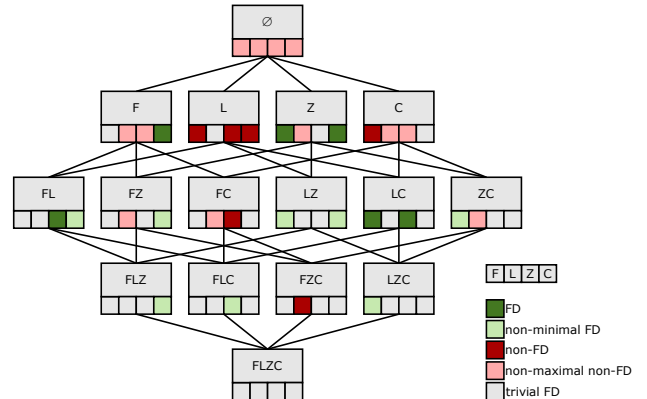 ∅
F L Z C
FL FZ FC LZ LC ZC
FLZ FLC FZC LZC
F L Z C
FD
non-minimal FD
non-FD
FLZC
non-maximal non-FD
trivial FD